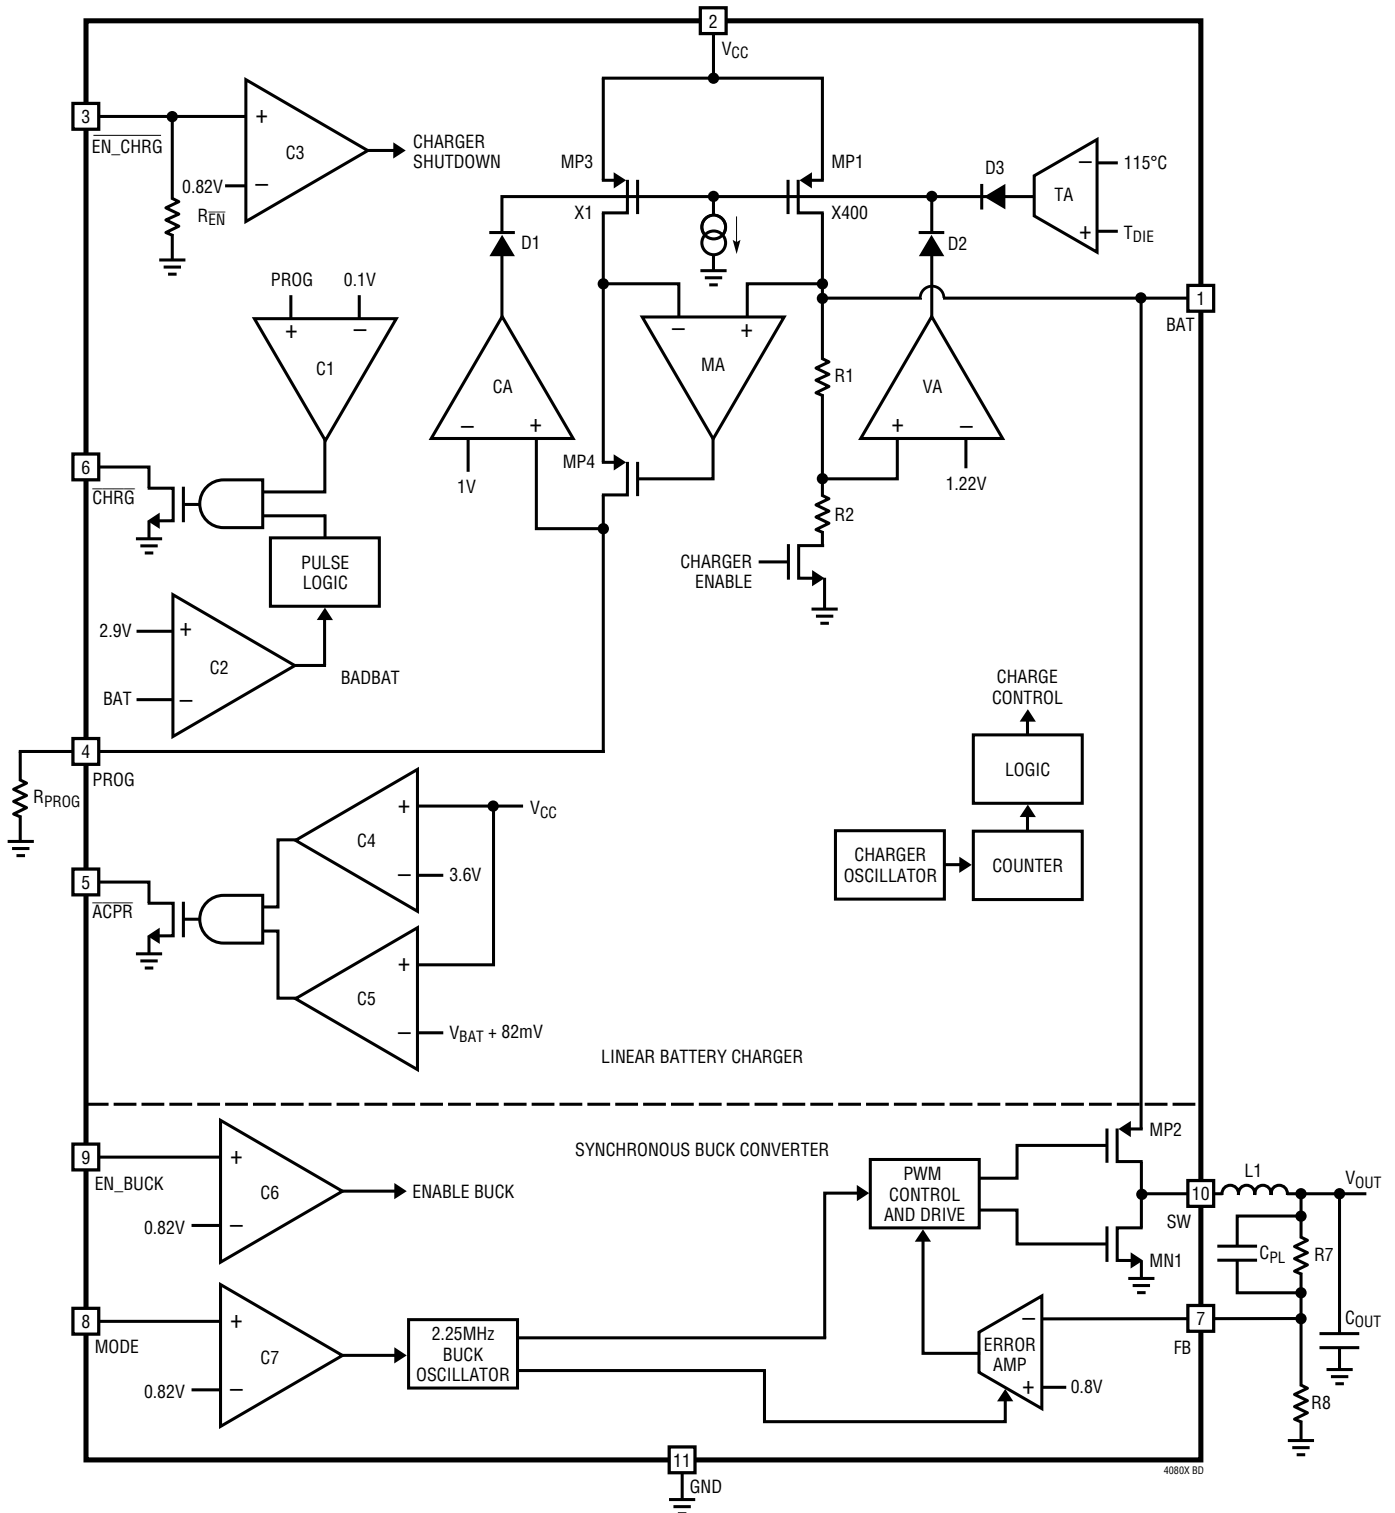 2
VCC
3
EN_CHRG
+
C3
−
0.82V
REN
CHARGER
SHUTDOWN
MP3
X1
MP1
X400
D3
−
TA
+
115°C
TDIE
D1
D2
PROG
0.1V
+
−
C1
1
BAT
−
+
MA
R1
CA
−
+
1V
VA
+
−
1.22V
MP4
R2
6
CHRG
PULSE
LOGIC
CHARGER
ENABLE
2.9V
+
C2
BAT
−
BADBAT
CHARGE
CONTROL
LOGIC
4
PROG
RPROG
+
VCC
C4
−
3.6V
CHARGER
OSCILLATOR
COUNTER
5
ACPR
+
C5
−
VBAT + 82mV
LINEAR BATTERY CHARGER
SYNCHRONOUS BUCK CONVERTER
9
EN_BUCK
+
C6
−
0.82V
ENABLE BUCK
PWM
CONTROL
AND DRIVE
MP2
MN1
10
SW
L1
VOUT
CPL
R7
COUT
8
MODE
+
C7
−
0.82V
2.25MHz
BUCK
OSCILLATOR
−
ERROR
AMP
+
0.8V
7
FB
R8
11
GND
4080X BD